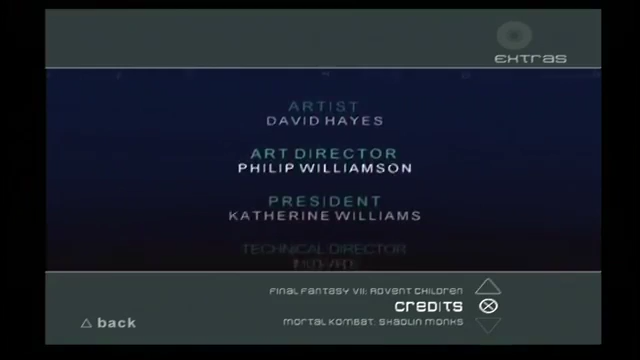 extras
ARTIST
DAVID HAYES
ART DIRECTOR
PHILIP WILLIAMSON
PRESIDENT
KATHERINE WILLIAMS
TECHNICAL DIRECTOR
FINAL FANTASY VII: ADVENT CHILDREN
CREDITS
MORTAL KOMBAT: SHAOLIN MONKS
back